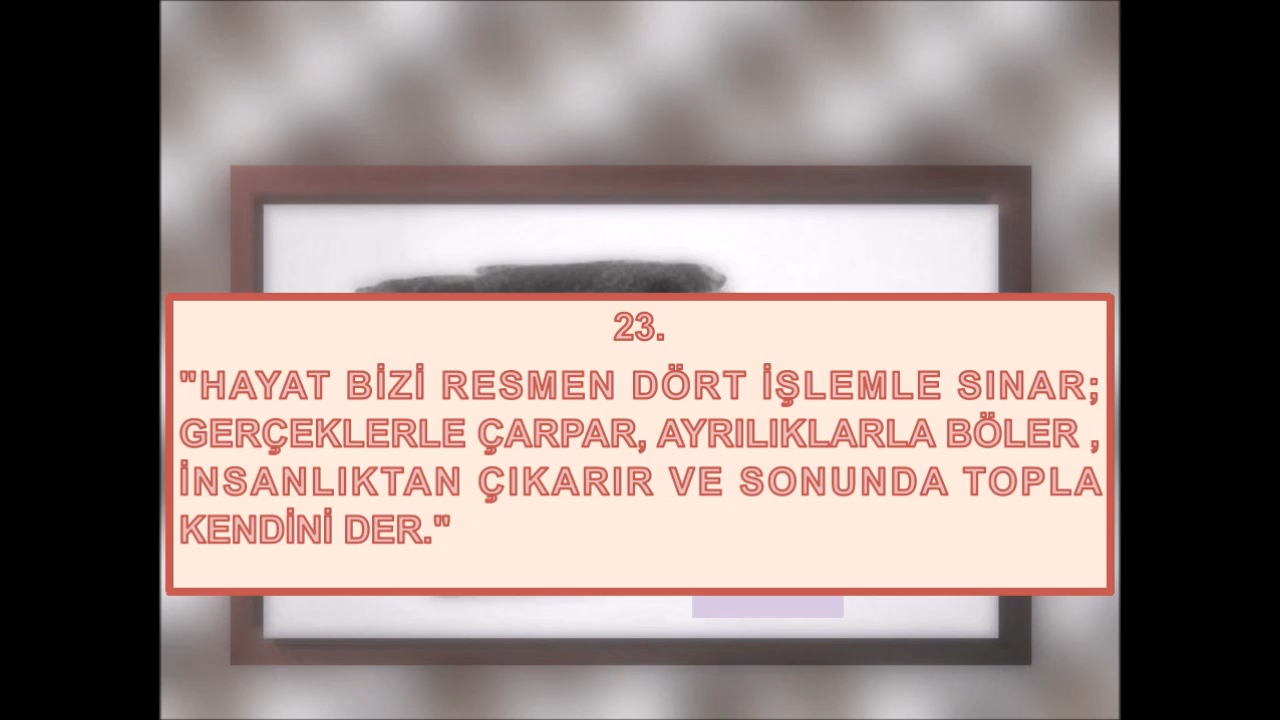 23.
"HAYAT BİZİ RESMEN DÖRT İŞLEMLE SINAR;
GERÇEKLERLE ÇARPAR, AYRILIKLARLA BÖLER ,
İNSANLIKTAN ÇIKARIR VE SONUNDA TOPLA
KENDİNİ DER."